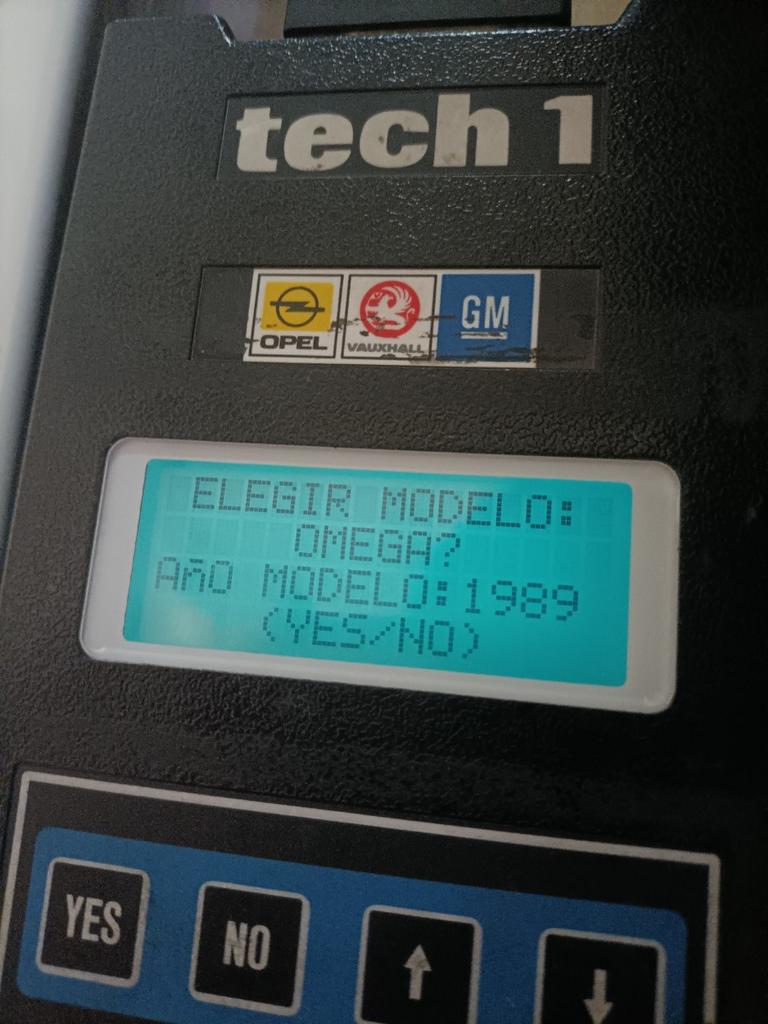 tech 1
OPEL VAUXHALL GM
ELEGIR MODELO:
OMEGA?
AñO MODELO:1989
(YES/NO)
YES NO ↑ ↓